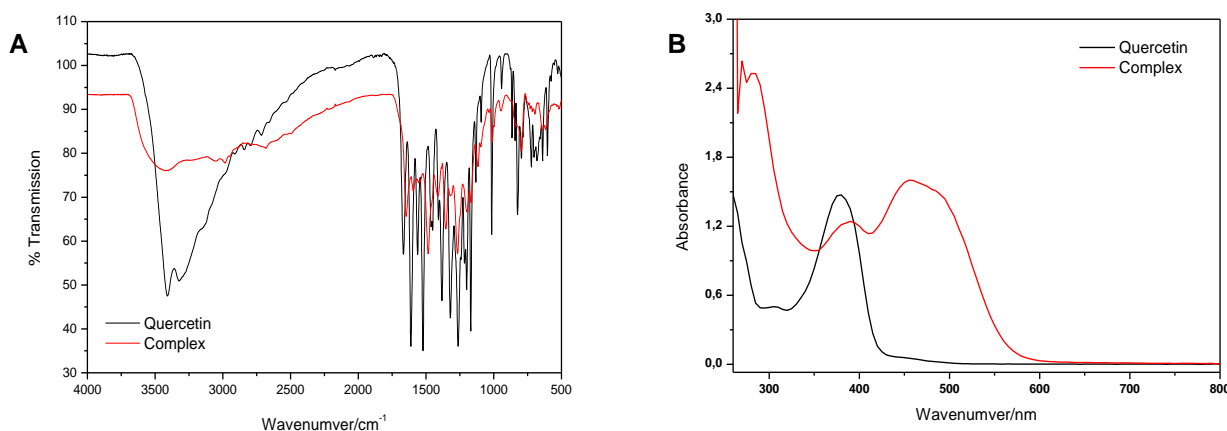 A
% Transmission
110
100
90
80
70
60
50
40
30
Quercetin
Complex
4000 3500 3000 2500 2000 1500 1000 500
Wavenumver/cm-1
B
Absorbance
3,0
2,4
1,8
1,2
0,6
0,0
Quercetin
Complex
300 400 500 600 700 800
Wavenumver/nm